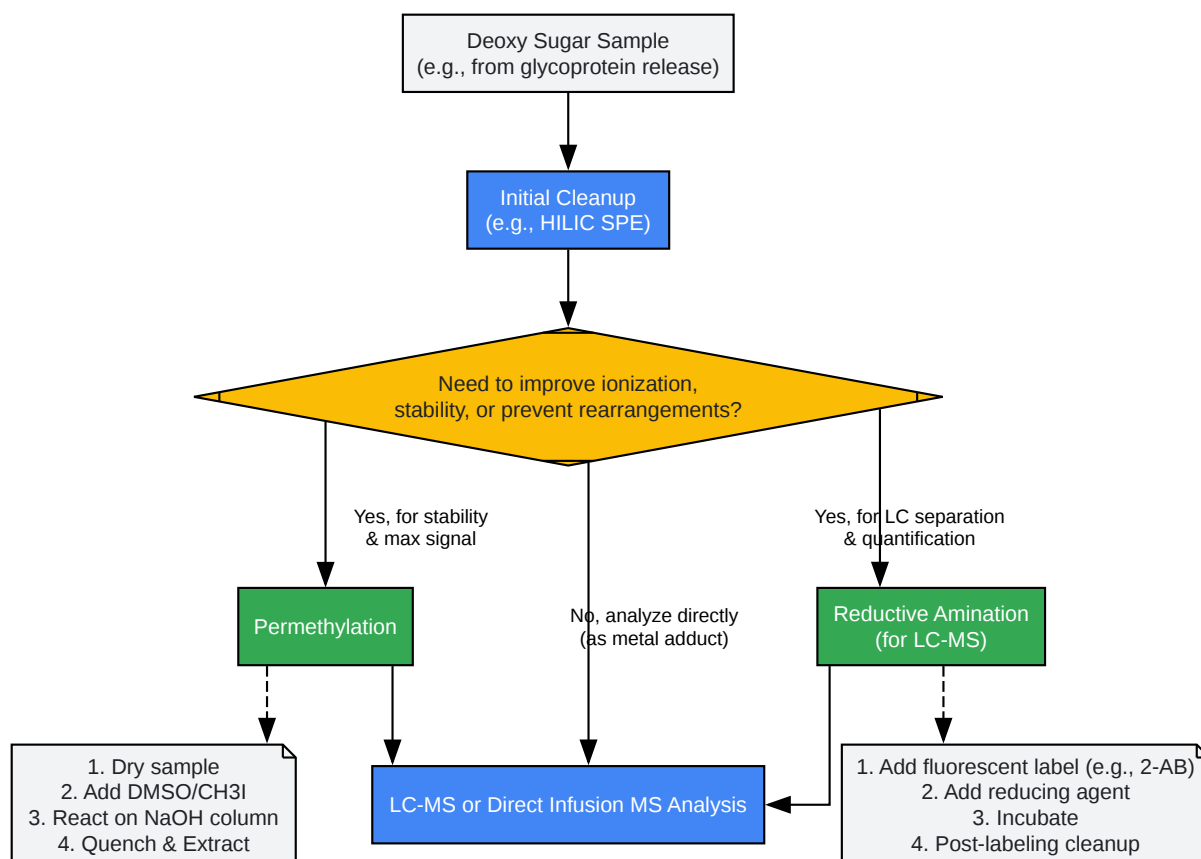 Deoxy Sugar Sample
(e.g., from glycoprotein release)
Initial Cleanup
(e.g., HILIC SPE)
Need to improve ionization,
stability, or prevent rearrangements?
Yes, for stability
& max signal
Yes, for LC separation
& quantification
Permethylation
No, analyze directly
(as metal adduct)
Reductive Amination
(for LC-MS)
1. Dry sample
2. Add DMSO/CH3I
3. React on NaOH column
4. Quench & Extract
LC-MS or Direct Infusion MS Analysis
1. Add fluorescent label (e.g., 2-AB)
2. Add reducing agent
3. Incubate
4. Post-labeling cleanup